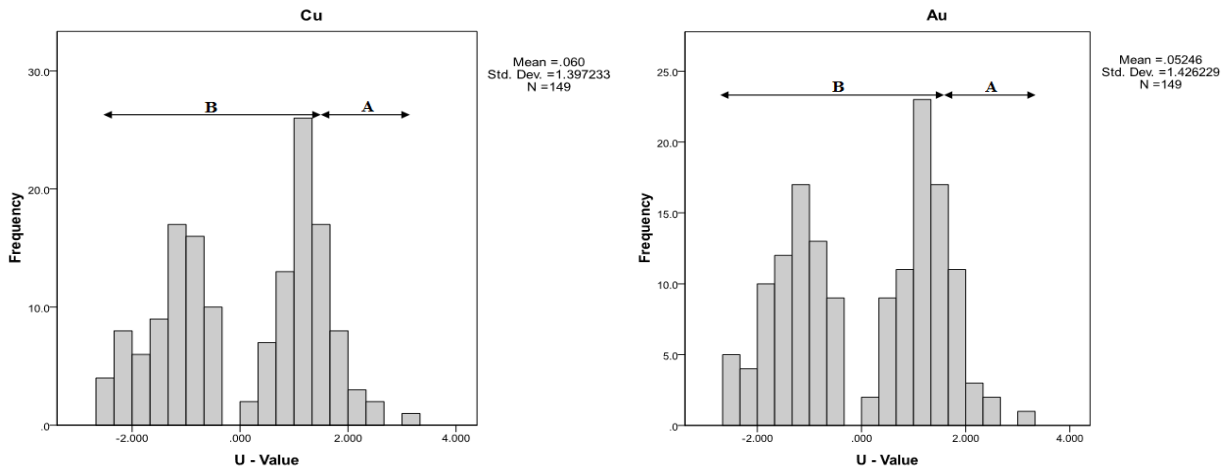 Cu
Mean =.060
Std. Dev. =1.397233
N =149
B
A
30.0
20.0
10.0
.0
Frequency
-2.000 .000 2.000 4.000
U - Value
Au
Mean =.05246
Std. Dev. =1.426229
N =149
B
A
25.0
20.0
15.0
10.0
5.0
.0
Frequency
-2.000 .000 2.000 4.000
U - Value